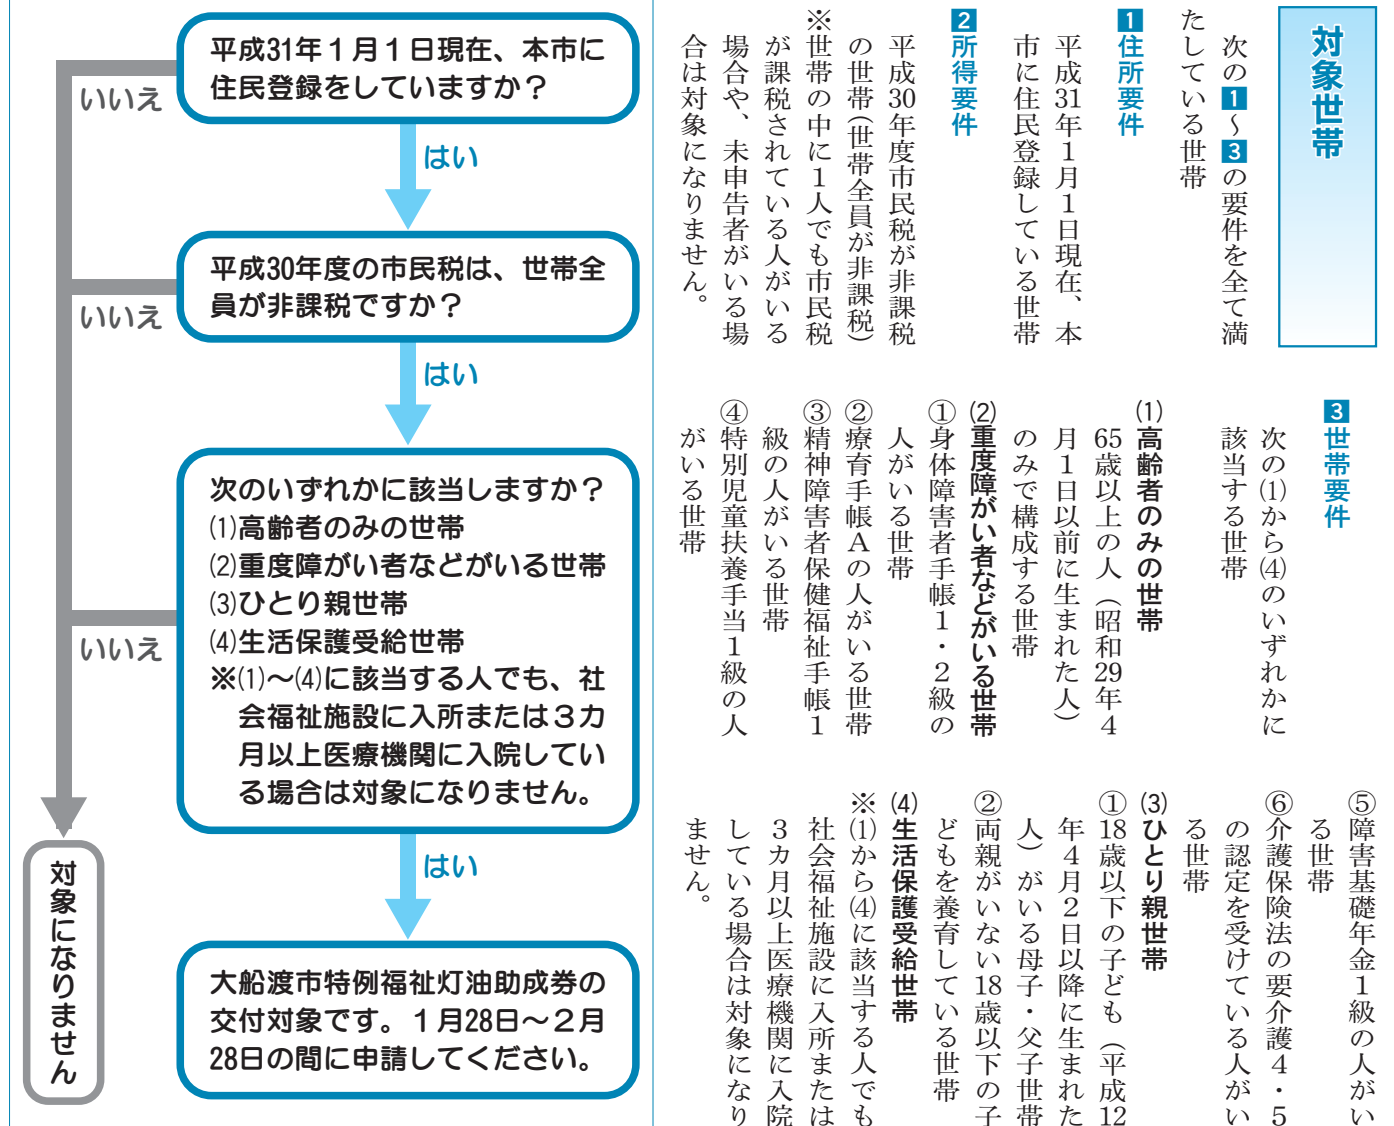 対象世帯
次の1〜3の要件を全て満
たしている世帯
1住所要件
平成31年1月1日現在、本
市に住民登録している世帯
2所得要件
平成30年度市民税が非課税
の世帯(世帯全員が非課税)
※世帯の中に1人でも市民税
が課税されている人がいる
場合や、未申告者がいる場
合は対象になりません。
3世帯要件
次の⑴から⑷のいずれかに
該当する世帯
⑴高齢者のみの世帯
65歳以上の人(昭和29年4
月1日以前に生まれた人)
のみで構成する世帯
⑵重度障がい者などがいる世帯
①身体障害者手帳1・2級の
人がいる世帯
②療育手帳Aの人がいる世帯
③精神障害者保健福祉手帳1
級の人がいる世帯
④特別児童扶養手当1級の人
がいる世帯
⑤障害基礎年金1級の人がい
る世帯
⑥介護保険法の要介護4・5
の認定を受けている人がい
る世帯
⑶ひとり親世帯
①18歳以下の子ども(平成12
年4月2日以降に生まれた
人)がいる母子・父子世帯
②両親がいない18歳以下の子
どもを養育している世帯
⑷生活保護受給世帯
※⑴から⑷に該当する人でも
社会福祉施設に入所または
3カ月以上医療機関に入院
している場合は対象になり
ません。
平成31年1月1日現在、本市に
住民登録をしていますか?
いいえ
はい
平成30年度の市民税は、世帯全
員が非課税ですか?
いいえ
はい
次のいずれかに該当しますか?
⑴高齢者のみの世帯
⑵重度障がい者などがいる世帯
⑶ひとり親世帯
⑷生活保護受給世帯
※⑴〜⑷に該当する人でも、社
会福祉施設に入所または3カ
月以上医療機関に入院してい
る場合は対象になりません。
いいえ
はい
対象になりません
大船渡市特例福祉灯油助成券の
交付対象です。1月28日〜2月
28日の間に申請してください。